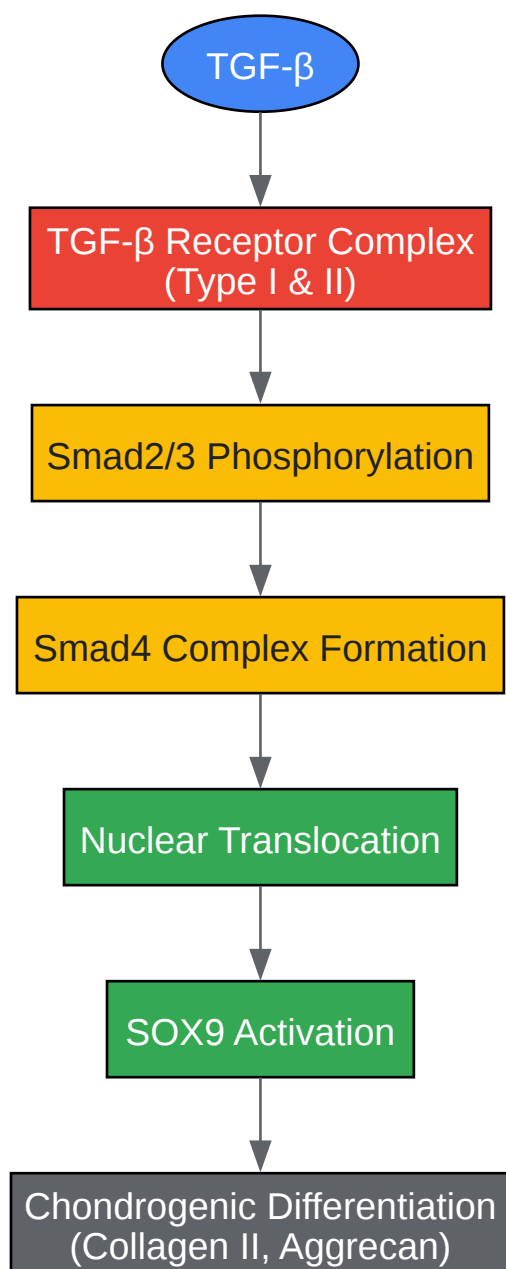 TGF-β
TGF-β Receptor Complex
(Type I & II)
Smad2/3 Phosphorylation
Smad4 Complex Formation
Nuclear Translocation
SOX9 Activation
Chondrogenic Differentiation
(Collagen II, Aggrecan)